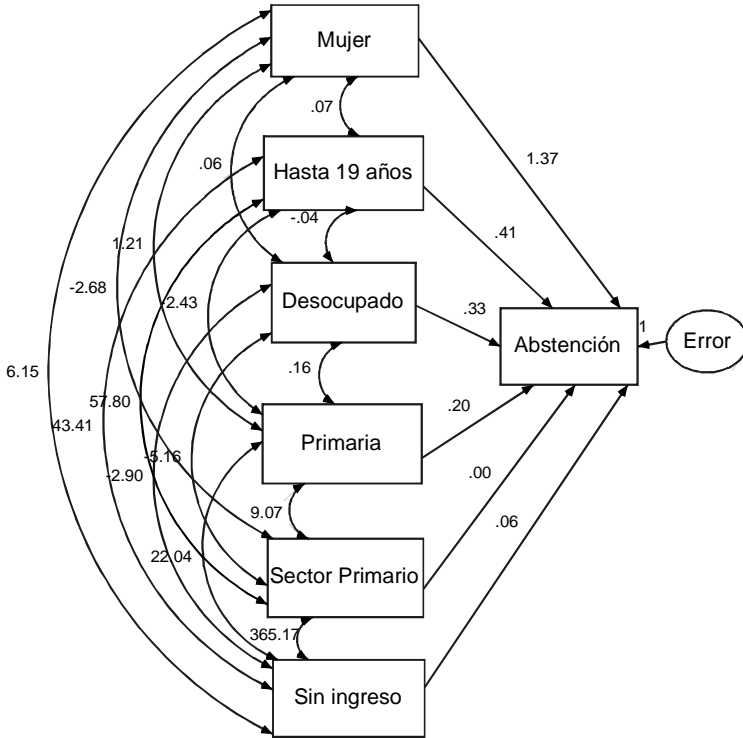 Mujer
.07
1.37
Hasta 19 años
.06
-.04
.41
1.21
-2.68
-2.43
Desocupado
.33
Abstención
1
Error
6.15
.16
57.80
43.41
.20
Primaria
-5.16
-2.90
.00
9.07
.06
22.04
Sector Primario
365.17
Sin ingreso